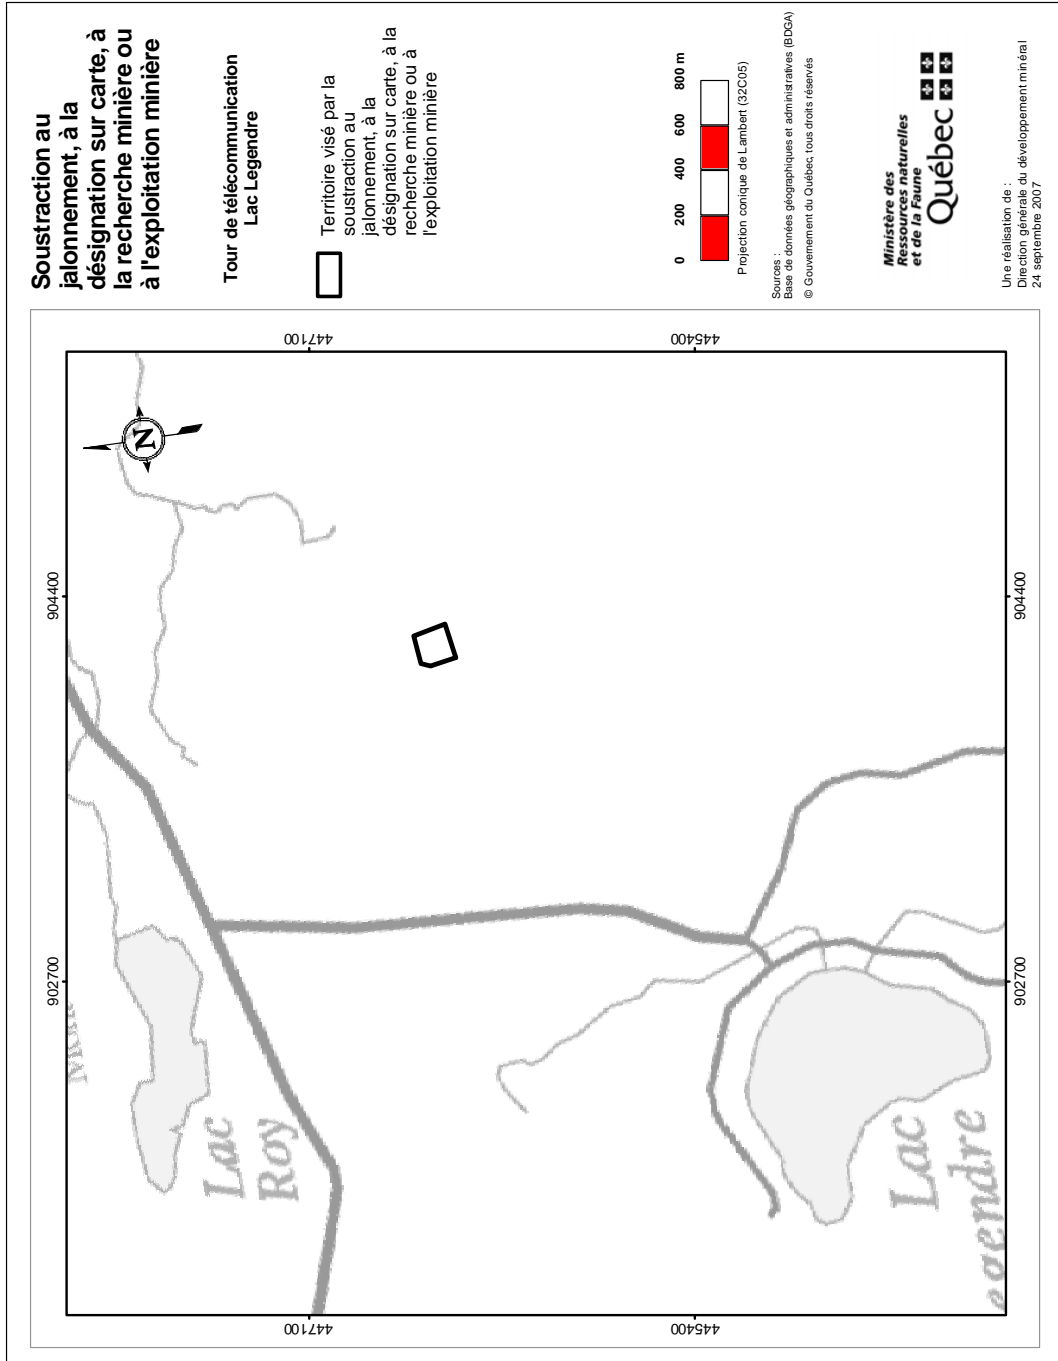 Soustraction au
jalonnement, à la
désignation sur carte, à
la recherche minière ou
à l'exploitation minière
Tour de télécommunication
Lac Legendre
Territoire visé par la
soustraction au
jalonnement, à la
désignation sur carte, à la
recherche minière ou à
l'exploitation minière
0 200 400 600 800 m
Projection conique de Lambert (32C05)
Sources :
Base de données géographiques et administratives (BDGA)
© Gouvernement du Québec, tous droits réservés
Ministère des
Ressources naturelles
et de la Faune
Québec
Une réalisation de :
Direction générale du développement minéral
24 septembre 2007
902700
904400
447100
447100
445400
445400
902700
904400
N
Lac
Roy
Lac